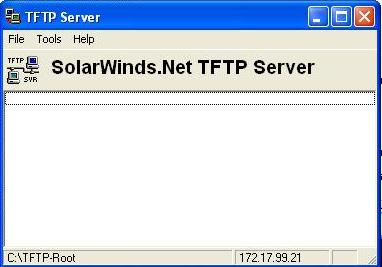 TFTP Server
File Tools Help
TFTP
SVR
SolarWinds.Net TFTP Server
C:\TFTP-Root 172.17.99.21